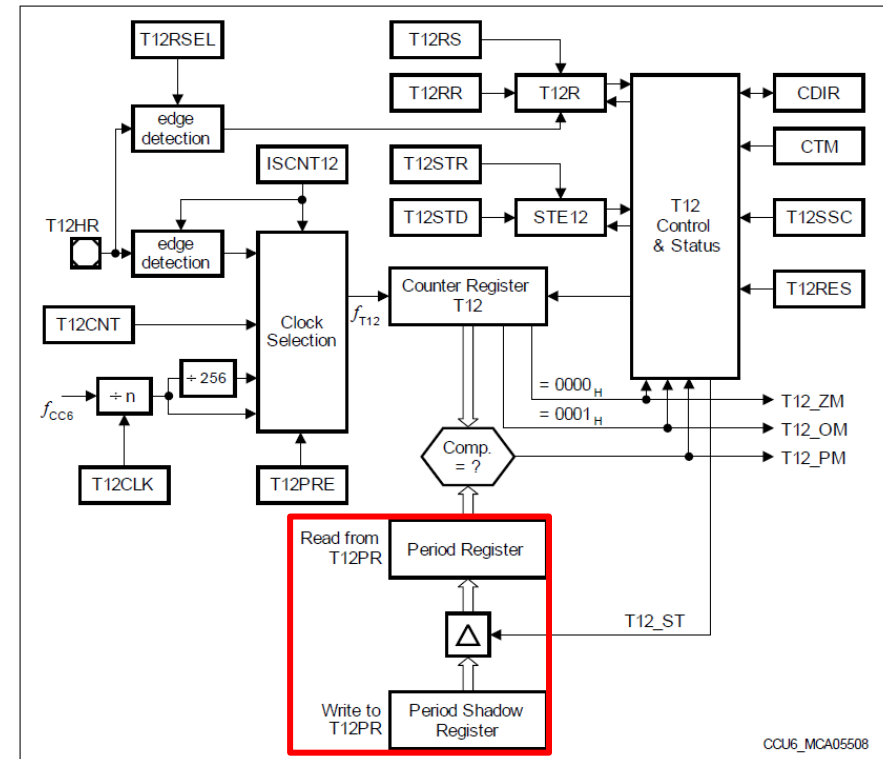 T12RSEL
T12RS
T12RR
T12R
CDIR
edge
detection
CTM
ISCNT12
T12STR
T12HR
T12STD
STE12
T12
Control
& Status
T12SSC
edge
detection
T12RES
Counter Register
T12
fT12
T12CNT
Clock
Selection
÷ 256
fCC6
÷ n
= 0000H
T12_ZM
= 0001H
T12_OM
Comp.
= ?
T12_PM
T12CLK
T12PRE
Read from
T12PR
Period Register
T12_ST
Write to
T12PR
Period Shadow
Register
CCU6_MCA05508